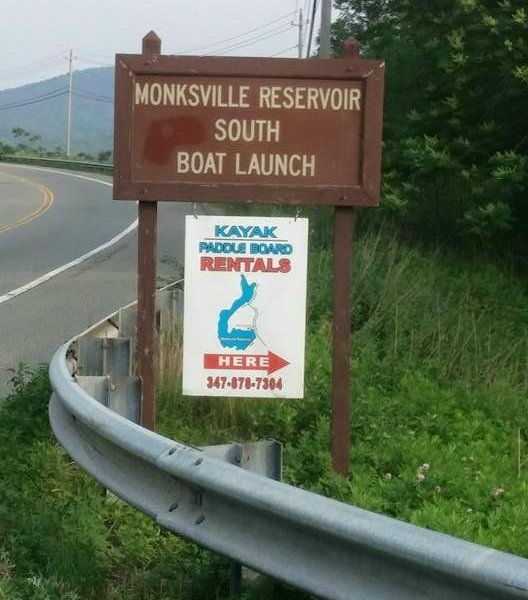 MONKSVILLE RESERVOIR
SOUTH
BOAT LAUNCH
KAYAK
PADDLE BOARD
RENTALS
HERE
347-878-7304